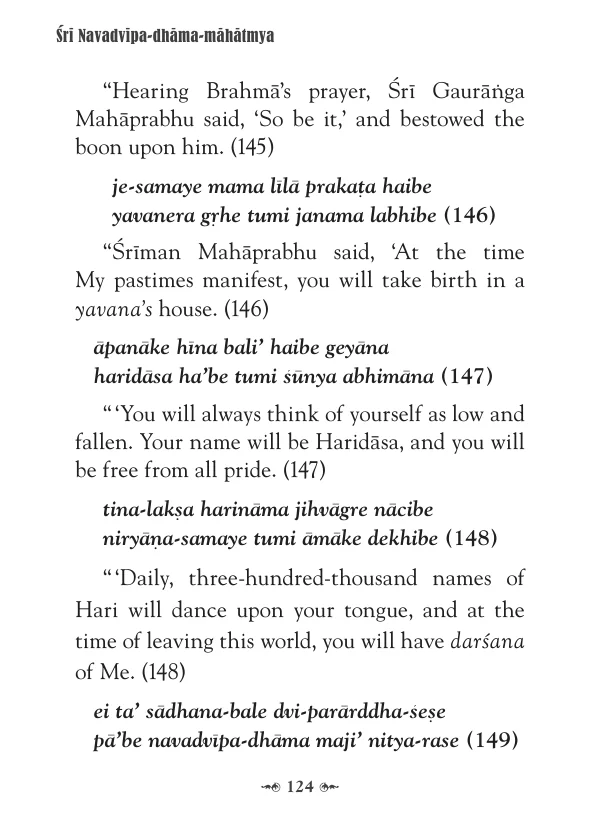 Śrī Navadvīpa-dhāma-māhātmya
“Hearing Brahmā’s prayer, Śrī Gaurāṅga
Mahāprabhu said, ‘So be it,’ and bestowed the
boon upon him. (145)
je-samaye mama līlā prakaṭa haibe
yavanera gṛhe tumi janama labhibe (146)
“Śrīman Mahāprabhu said, ‘At the time
My pastimes manifest, you will take birth in a
yavana’s house. (146)
āpanāke hīna bali’ haibe geyāna
haridāsa ha’be tumi śūnya abhimāna (147)
“ ‘You will always think of yourself as low and
fallen. Your name will be Haridāsa, and you will
be free from all pride. (147)
tina-lakṣa harināma jihvāgre nācibe
niryāṇa-samaye tumi āmāke dekhibe (148)
“ ‘Daily, three-hundred-thousand names of
Hari will dance upon your tongue, and at the
time of leaving this world, you will have darśana
of Me. (148)
ei ta’ sādhana-bale dvi-parārddha-śeṣe
pā’be navadvīpa-dhāma maji’ nitya-rase (149)
124